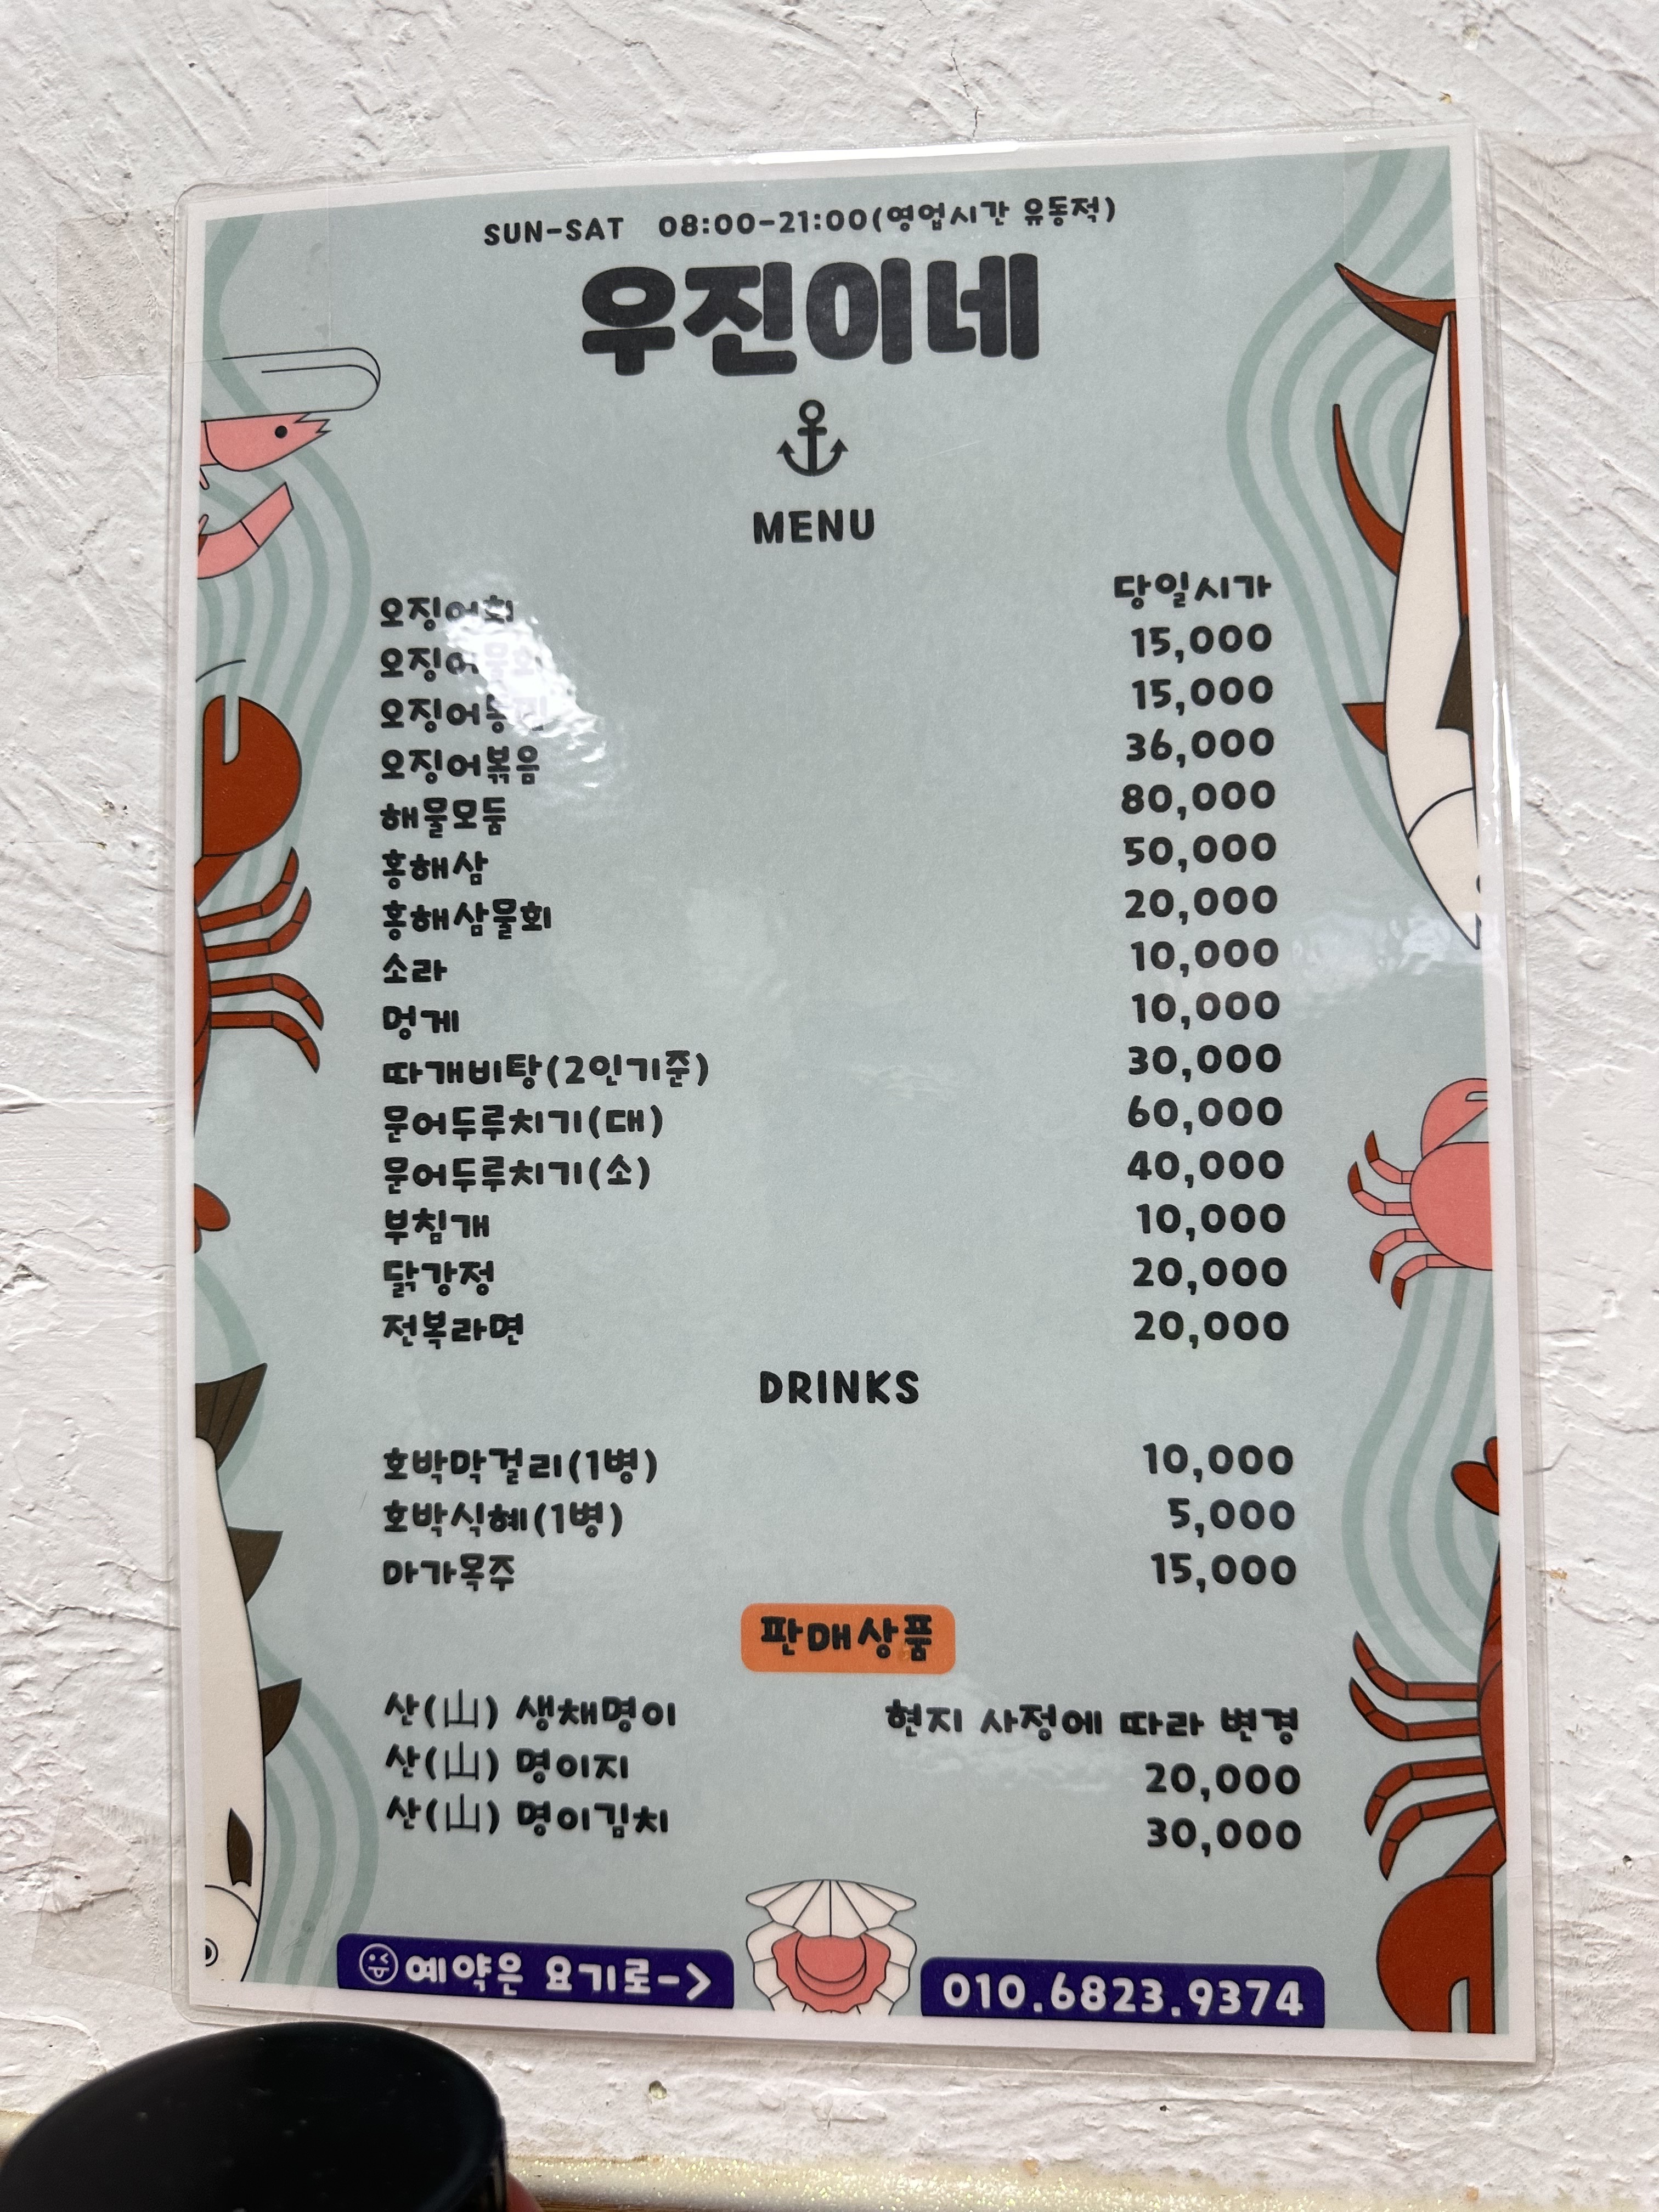 SUN-SAT 08:00-21:00(영업시간 유동적)
우진이네
MENU
오징어회 당일시가
오징어물회 15,000
15,000
오징어볶음 36,000
해물모둠 80,000
홍해삼 50,000
홍해삼물회 20,000
소라 10,000
멍게 10,000
따개비탕(2인기준) 30,000
문어두루치기(대) 60,000
문어두루치기(소) 40,000
부침개 10,000
닭강정 20,000
전복라면 20,000
DRINKS
호박막걸리(1병) 10,000
호박식혜(1병) 5,000
마가목주 15,000
판매상품
산(山) 생채명이 현지 사정에 따라 변경
산(山) 명이지 20,000
산(山) 명이김치 30,000
예약은 요기로->
010.6823.9374